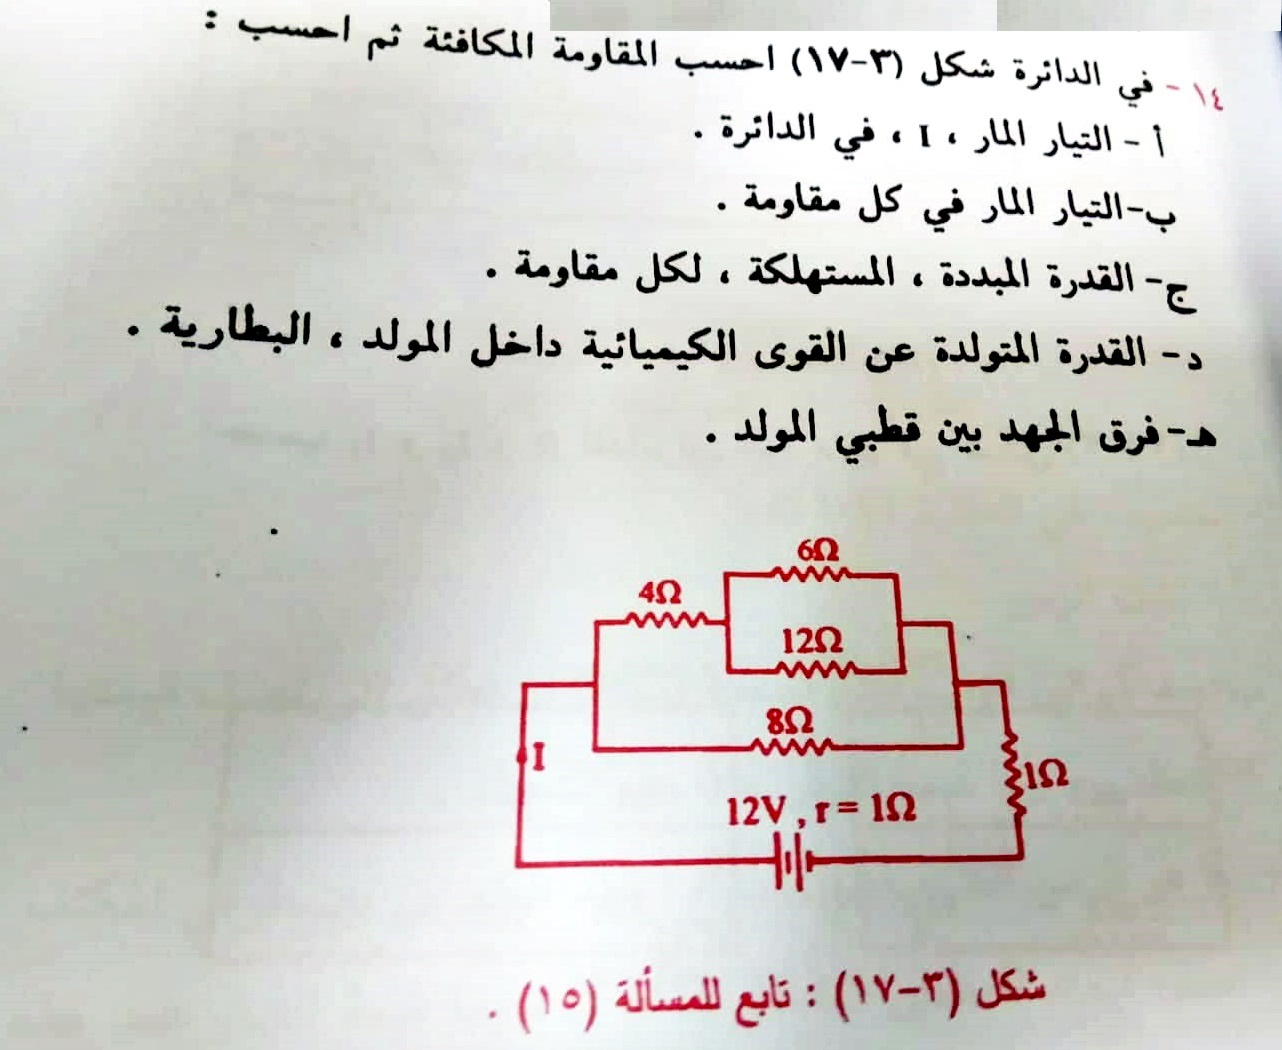 ١٤ - في الدائرة شكل (٣-١٧) احسب المقاومة المكافئة ثم احسب :
أ - التيار المار ، I ، في الدائرة .
ب-التيار المار في كل مقاومة .
ج- القدرة المبددة ، المستهلكة ، لكل مقاومة .
د- القدرة المتولدة عن القوى الكيميائية داخل المولد ، البطارية .
هـ-فرق الجهد بين قطبي المولد .
6Ω
4Ω
12Ω
8Ω
I
1Ω
12V , r = 1Ω
شكل (٣-١٧) : تابع للمسألة (١٥) .